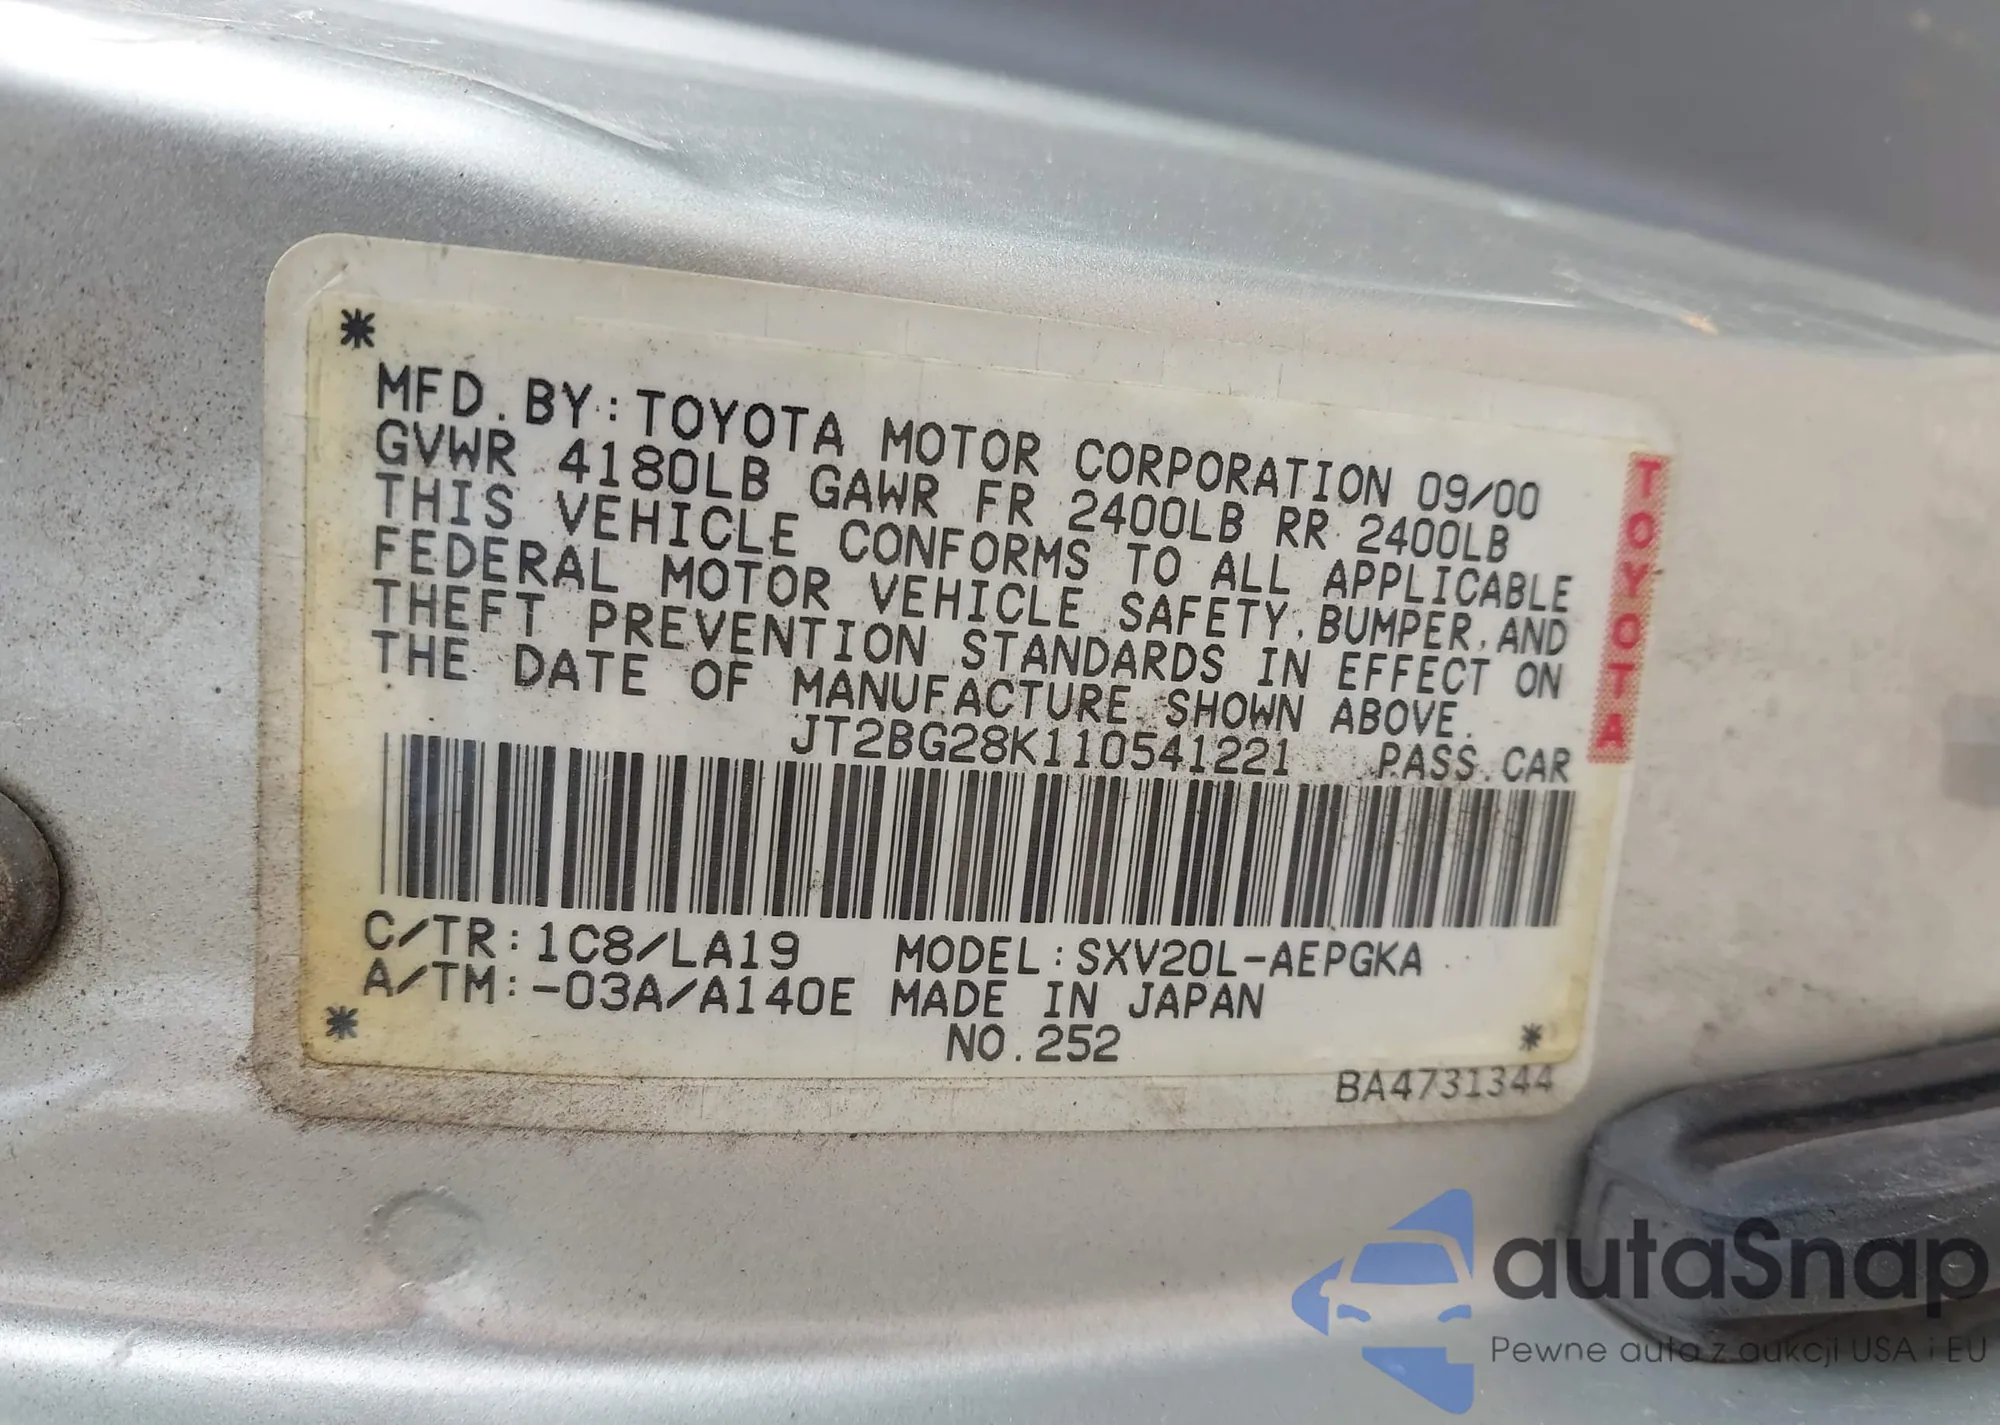 *
MFD. BY: TOYOTA MOTOR CORPORATION 09/00
GVWR 4180LB GAWR FR 2400LB RR 2400LB
THIS VEHICLE CONFORMS TO ALL APPLICABLE
FEDERAL MOTOR VEHICLE SAFETY, BUMPER, AND
THEFT PREVENTION STANDARDS IN EFFECT ON
THE DATE OF MANUFACTURE SHOWN ABOVE.
JT2BG28K110541221 PASS. CAR
C/TR: 1C8/LA19 MODEL: SXV20L-AEPGKA
A/TM: -03A/A140E MADE IN JAPAN
* NO. 252 *
BA4731344
TOYOTA
autaSnap
Pewne auta z aukcji USA i EU